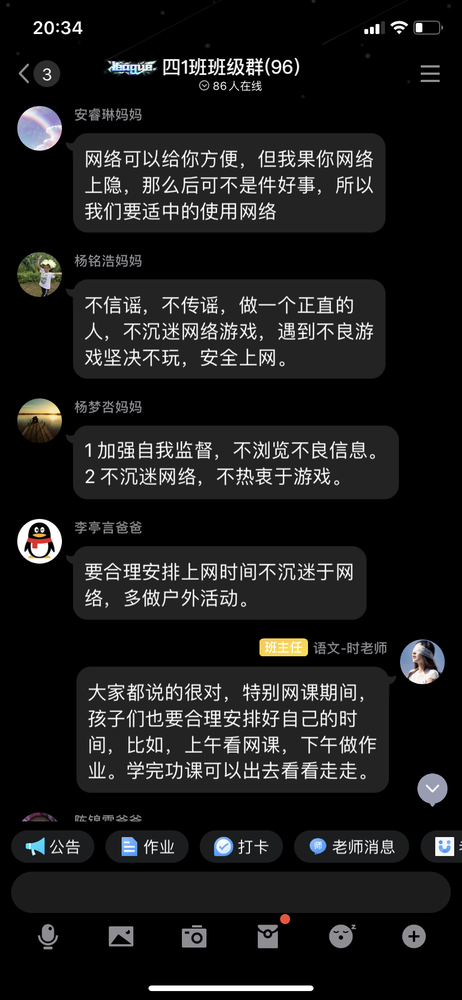 20:34
3
league.
四1班班级群(96)
86人在线
安睿琳妈妈
网络可以给你方便，但我果你网络
上隐，那么后可不是件好事，所以
我们要适中的使用网络
杨铭浩妈妈
不信谣，不传谣，做一个正直的
人，不沉迷网络游戏，遇到不良游
戏坚决不玩，安全上网。
杨梦沓妈妈
1 加强自我监督，不浏览不良信息。
2 不沉迷网络，不热衷于游戏。
李亭言爸爸
要合理安排上网时间不沉迷于网
络，多做户外活动。
班主任 语文-时老师
大家都说的很对，特别网课期间，
孩子们也要合理安排好自己的时
间，比如，上午看网课，下午做作
业。学完功课可以出去看看走走。
公告 作业 打卡 师 老师消息
z